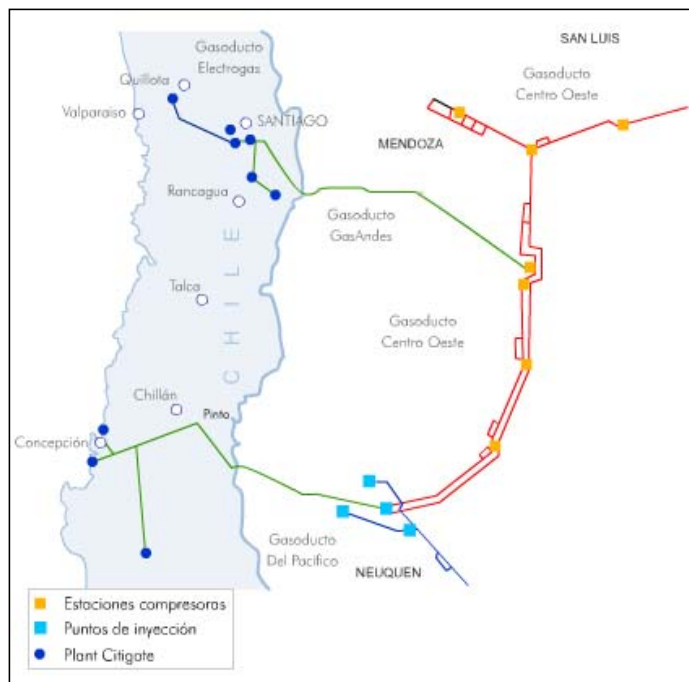 SAN LUIS
Gasoducto
Electrogas
Gasoducto
Centro Oeste
Quillota
Valparaiso
SANTIAGO
MENDOZA
Rancagua
Gasoducto
GasAndes
CHILE
Talca
Gasoducto
Centro Oeste
Chillán
Pinto
Concepción
Gasoducto
Del Pacífico
NEUQUEN
Estaciones compresoras
Puntos de inyección
Plant Citigate